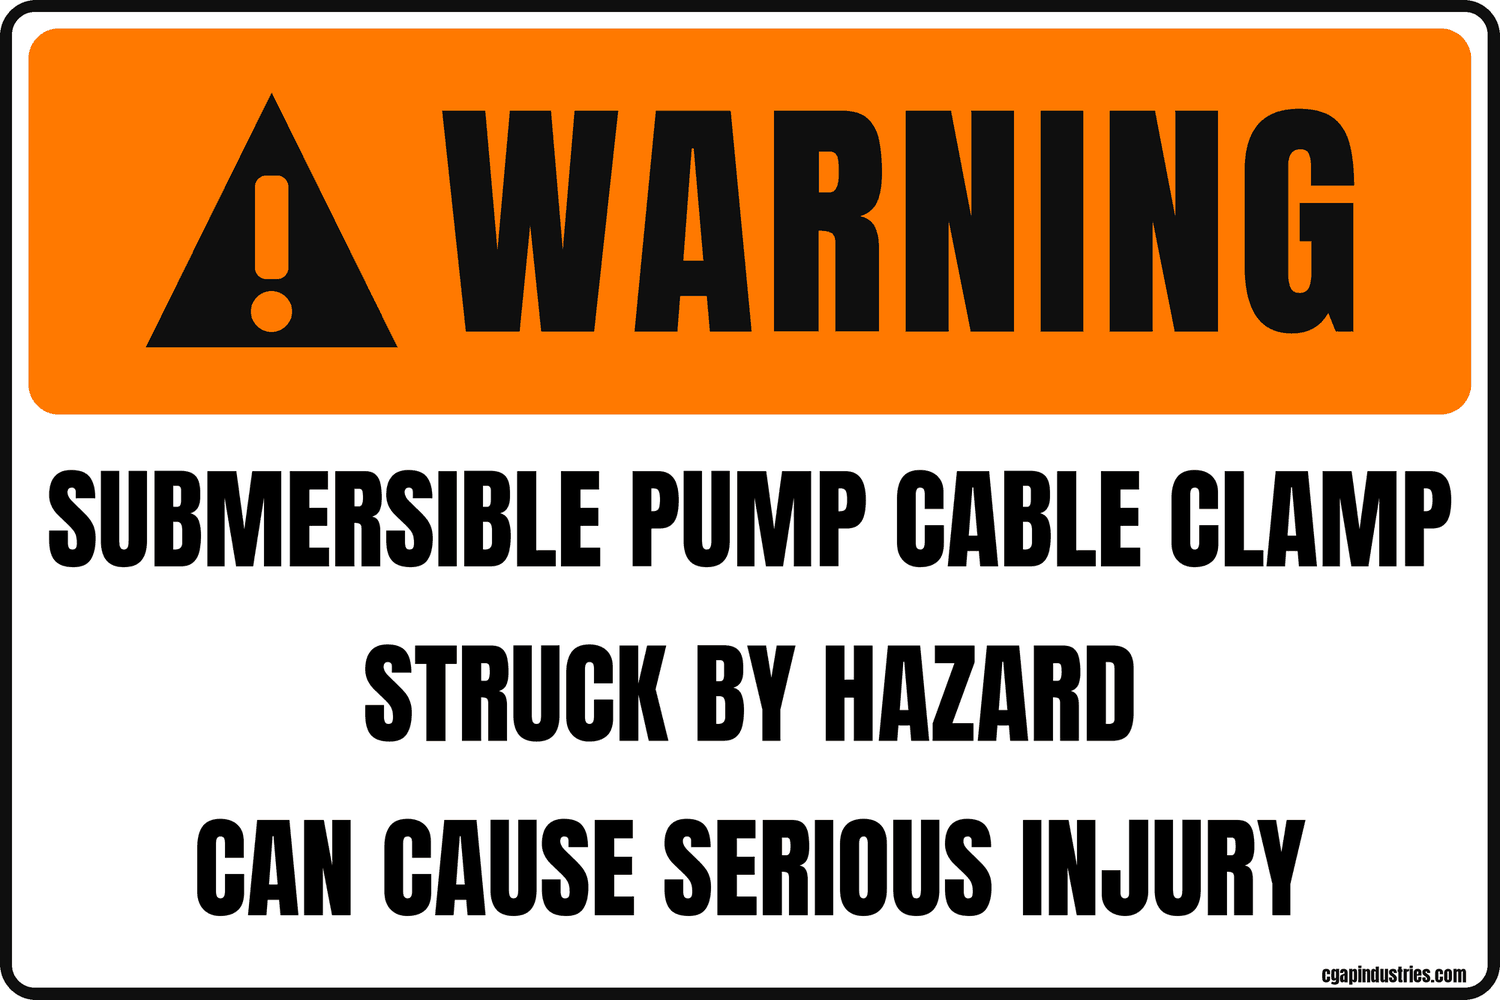 WARNING
SUBMERSIBLE PUMP CABLE CLAMP
STRUCK BY HAZARD
CAN CAUSE SERIOUS INJURY
cgapindustries.com